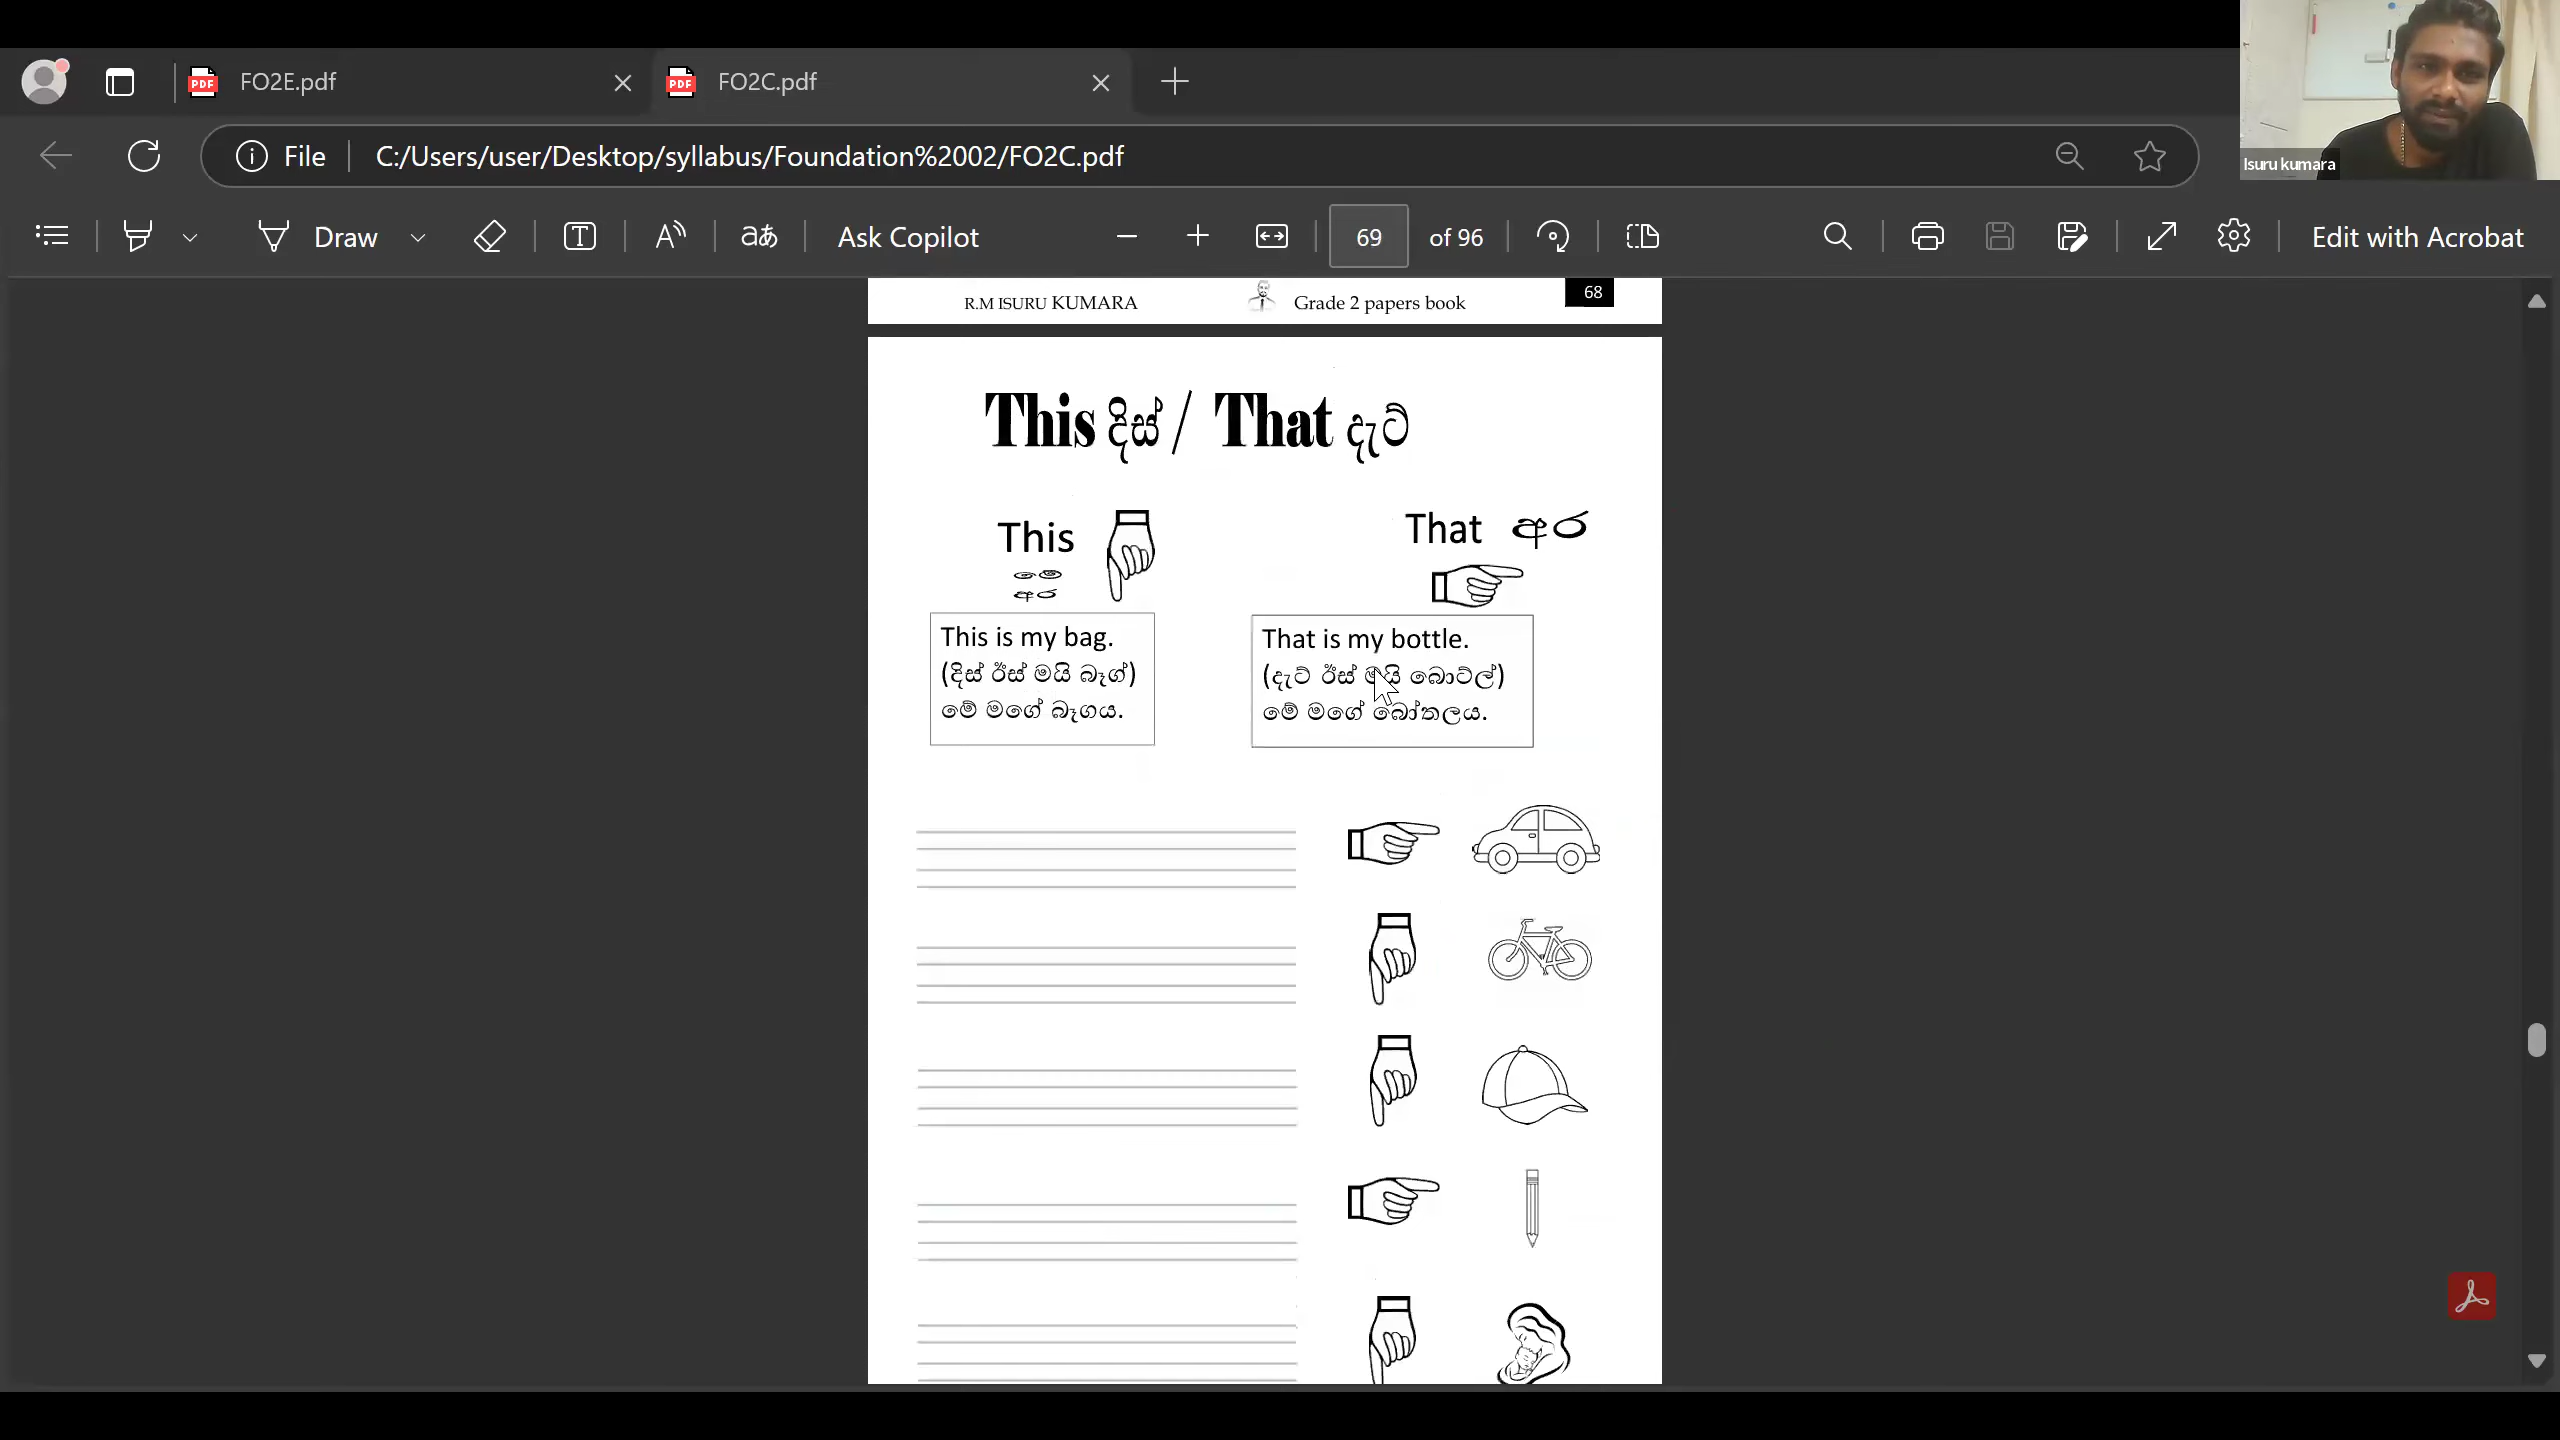 FO2E.pdf
FO2C.pdf
File
C:/Users/user/Desktop/syllabus/Foundation%2002/FO2C.pdf
Isuru kumara
Draw
Ask Copilot
69 of 96
Edit with Acrobat
R.M ISURU KUMARA
Grade 2 papers book
68
This දිස් / That දැට්
This
මේ
අර
That අර
This is my bag.
(දිස් ඊස් මයි බෑග්)
මේ මගේ බෑගය.
That is my bottle.
(දැට් ඊස් මයි බොට්ල්)
මේ මගේ බෝතලය.